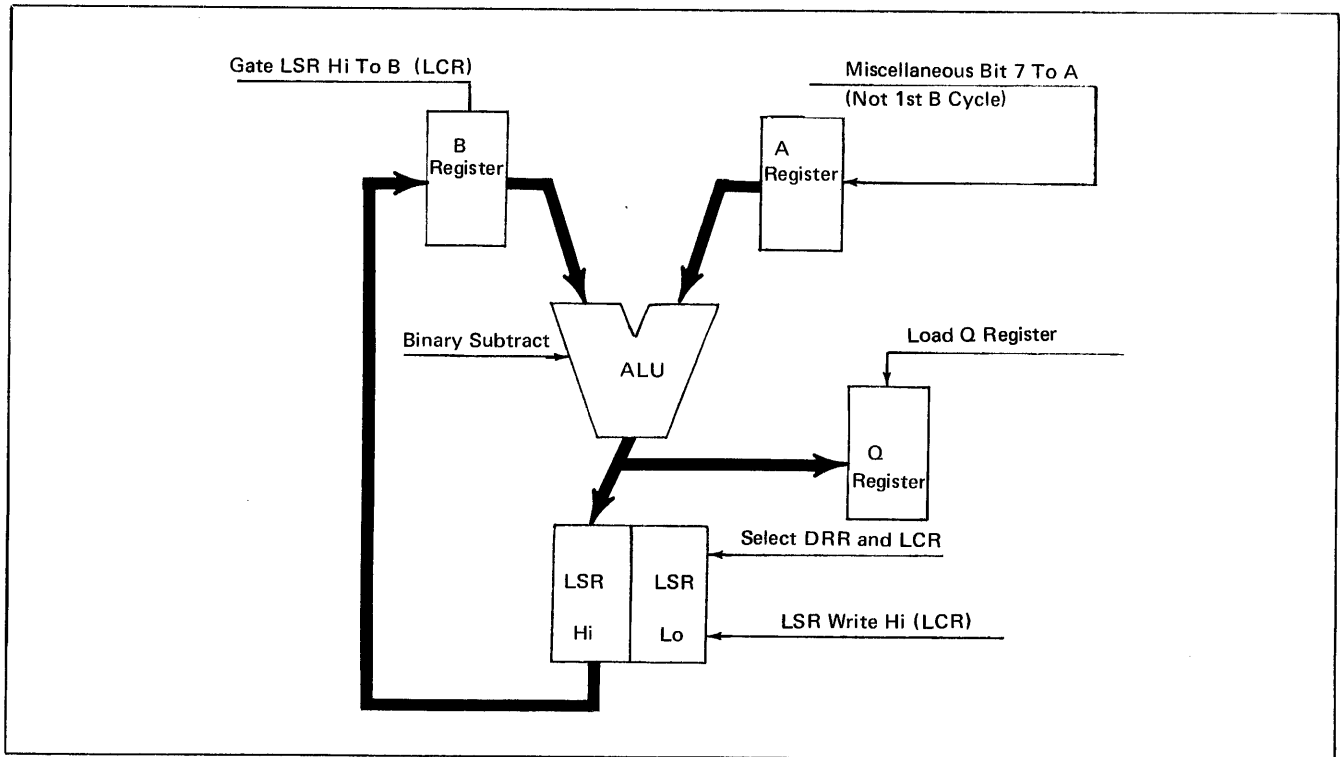 Gate LSR Hi To B (LCR)
Miscellaneous Bit 7 To A
(Not 1st B Cycle)
B
Register
A
Register
Binary Subtract
ALU
Load Q Register
Q
Register
Select DRR and LCR
LSR
Hi
LSR
Lo
LSR Write Hi (LCR)